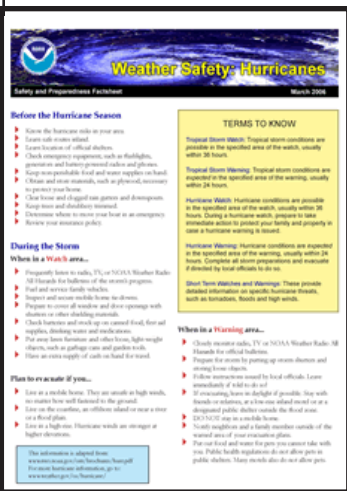 NOAA
Weather Safety: Hurricanes
Safety and Preparedness Factsheet
March 2006
Before the Hurricane Season
Know the hurricane risks in your area.
Learn safe routes inland.
Learn location of official shelters.
Check emergency equipment, such as flashlights,
generators and battery-powered radios and phones.
Keep non-perishable food and water supplies on hand.
Obtain and store materials, such as plywood, necessary
to protect your home.
Clear loose and clogged rain gutters and downspouts.
Keep trees and shrubbery trimmed.
Determine where to move your boat in an emergency.
Review your insurance policy.
During the Storm
When in a Watch area...
Frequently listen to radio, TV, or NOAA Weather Radio
All Hazards for bulletins of the storm's progress.
Fuel and service family vehicles.
Inspect and secure mobile home tie downs.
Prepare to cover all window and door openings with
shutters or other shielding materials.
Check batteries and stock up on canned food, first aid
supplies, drinking water and medications.
Put away lawn furniture and other loose, light-weight
objects, such as garbage cans and garden tools.
Have an extra supply of cash on hand for travel.
Plan to evacuate if you...
Live in a mobile home. They are unsafe in high winds,
no matter how well fastened to the ground.
Live on the coastline, an offshore island or near a river
or a flood plain.
Live in a high-rise. Hurricane winds are stronger at
higher elevations.
This information is adapted from:
For more hurricane information, go to:
www.weather.gov/os/hurricane/
TERMS TO KNOW
Tropical Storm Watch: Tropical storm conditions are
possible in the specified area of the watch, usually
within 36 hours.
Tropical Storm Warning: Tropical storm conditions are
expected in the specified area of the warning, usually
within 24 hours.
Hurricane Watch: Hurricane conditions are possible
in the specified area of the watch, usually within 36
hours. During a hurricane watch, prepare to take
immediate action to protect your family and property in
case a hurricane warning is issued.
Hurricane Warning: Hurricane conditions are expected
in the specified area of the warning, usually within 24
hours. Complete all storm preparations and evacuate
if directed by local officials to do so.
Short Term Watches and Warnings: These provide
detailed information on specific hurricane threats,
such as tornadoes, floods and high winds.
When in a Warning area...
Closely monitor radio, TV or NOAA Weather Radio All
Hazards for official bulletins.
Prepare for storm by putting up storm shutters and
storing loose objects.
Follow instructions issued by local officials. Leave
immediately if told to do so!
If evacuating, leave in daylight if possible. Stay with
friends or relatives, at a low-rise inland motel or at a
designated public shelter outside the flood zone.
DO NOT stay in a mobile home.
Notify neighbors and a family member outside of the
warned area of your evacuation plans.
Put out food and water for pets you cannot take with
you. Public health regulations do not allow pets in
public shelters. Many motels also do not allow pets.